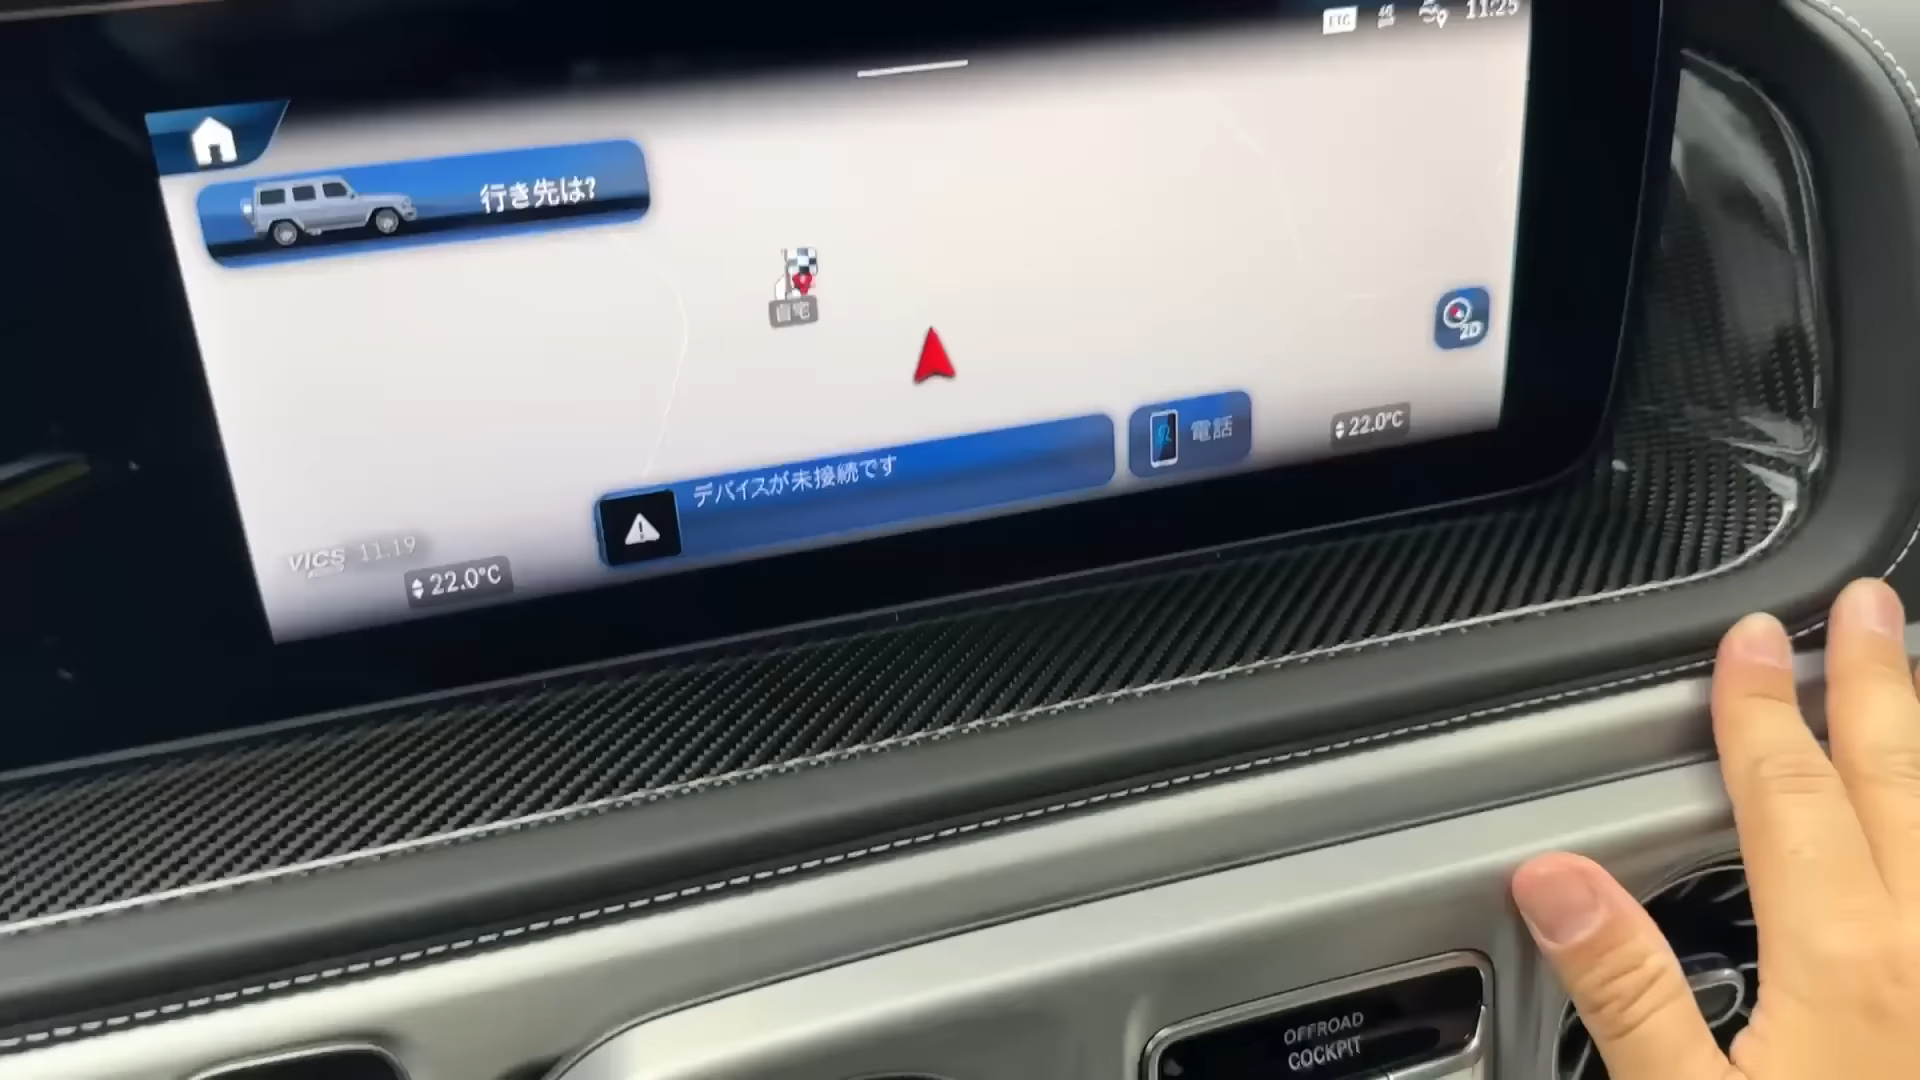 ETC
11:25
行き先は?
自宅
2D
デバイスが未接続です
電話
22.0°C
VICS 11.19
22.0°C
OFFROAD
COCKPIT